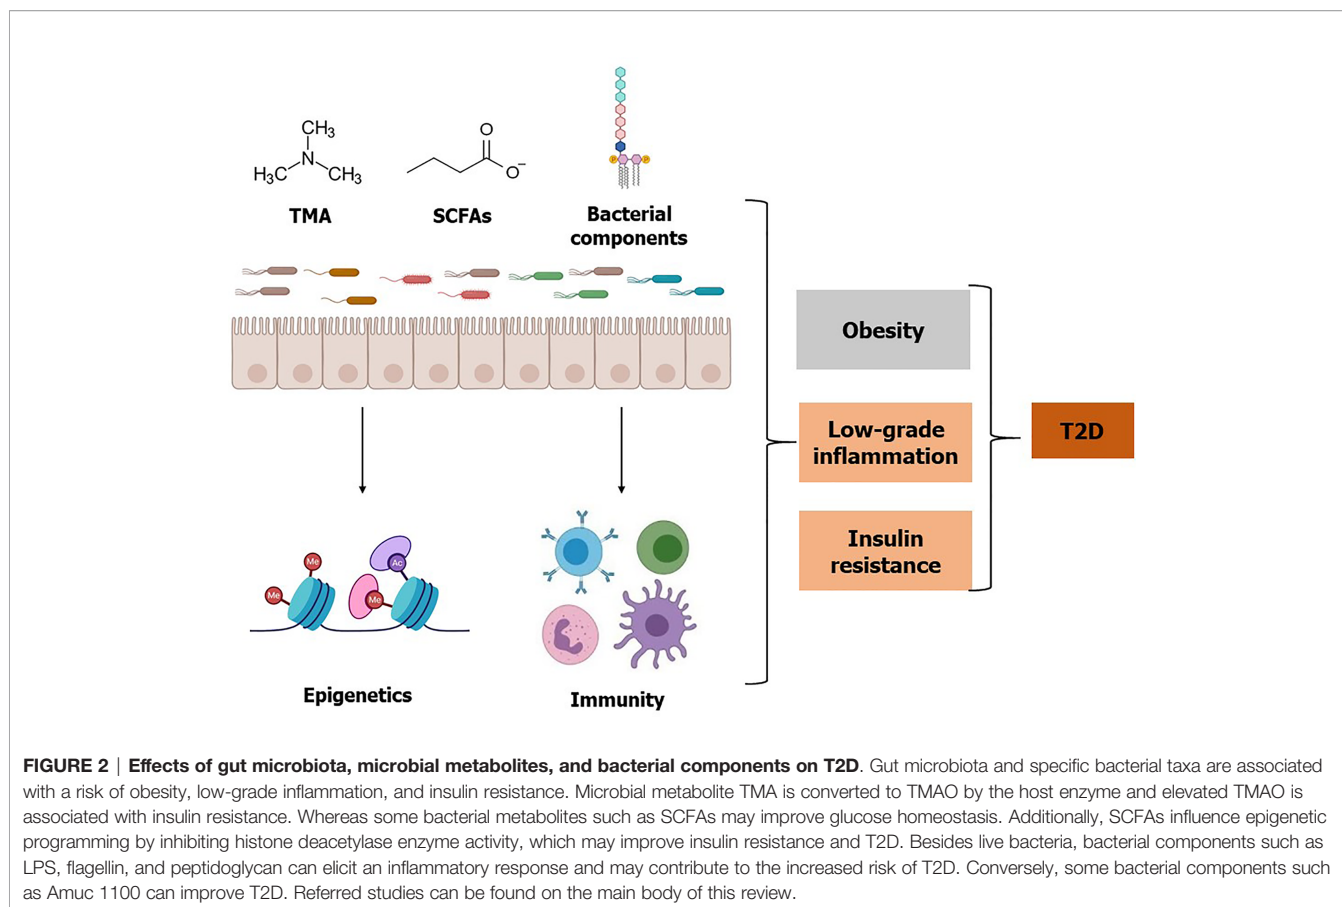 CH₃
N
H₃C
CH₃
O
O⁻
P
P
TMA
SCFAs
Bacterial
components
Obesity
Low-grade
inflammation
T2D
Insulin
resistance
Me
Ac
Me
Me
Epigenetics
Immunity
FIGURE 2 | Effects of gut microbiota, microbial metabolites, and bacterial components on T2D. Gut microbiota and specific bacterial taxa are associated
with a risk of obesity, low-grade inflammation, and insulin resistance. Microbial metabolite TMA is converted to TMAO by the host enzyme and elevated TMAO is
associated with insulin resistance. Whereas some bacterial metabolites such as SCFAs may improve glucose homeostasis. Additionally, SCFAs influence epigenetic
programming by inhibiting histone deacetylase enzyme activity, which may improve insulin resistance and T2D. Besides live bacteria, bacterial components such as
LPS, flagellin, and peptidoglycan can elicit an inflammatory response and may contribute to the increased risk of T2D. Conversely, some bacterial components such
as Amuc 1100 can improve T2D. Referred studies can be found on the main body of this review.